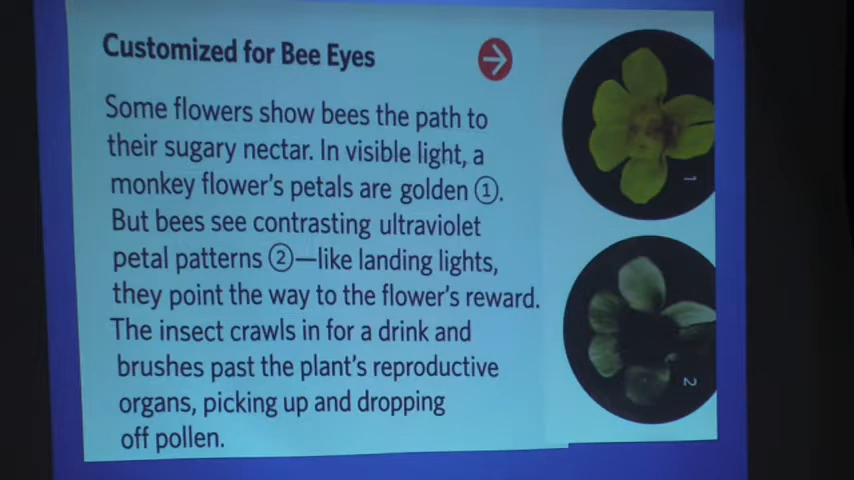 Customized for Bee Eyes
Some flowers show bees the path to
their sugary nectar. In visible light, a
monkey flower's petals are golden ①.
But bees see contrasting ultraviolet
petal patterns ②—like landing lights,
they point the way to the flower's reward.
The insect crawls in for a drink and
brushes past the plant's reproductive
organs, picking up and dropping
off pollen.
1
2